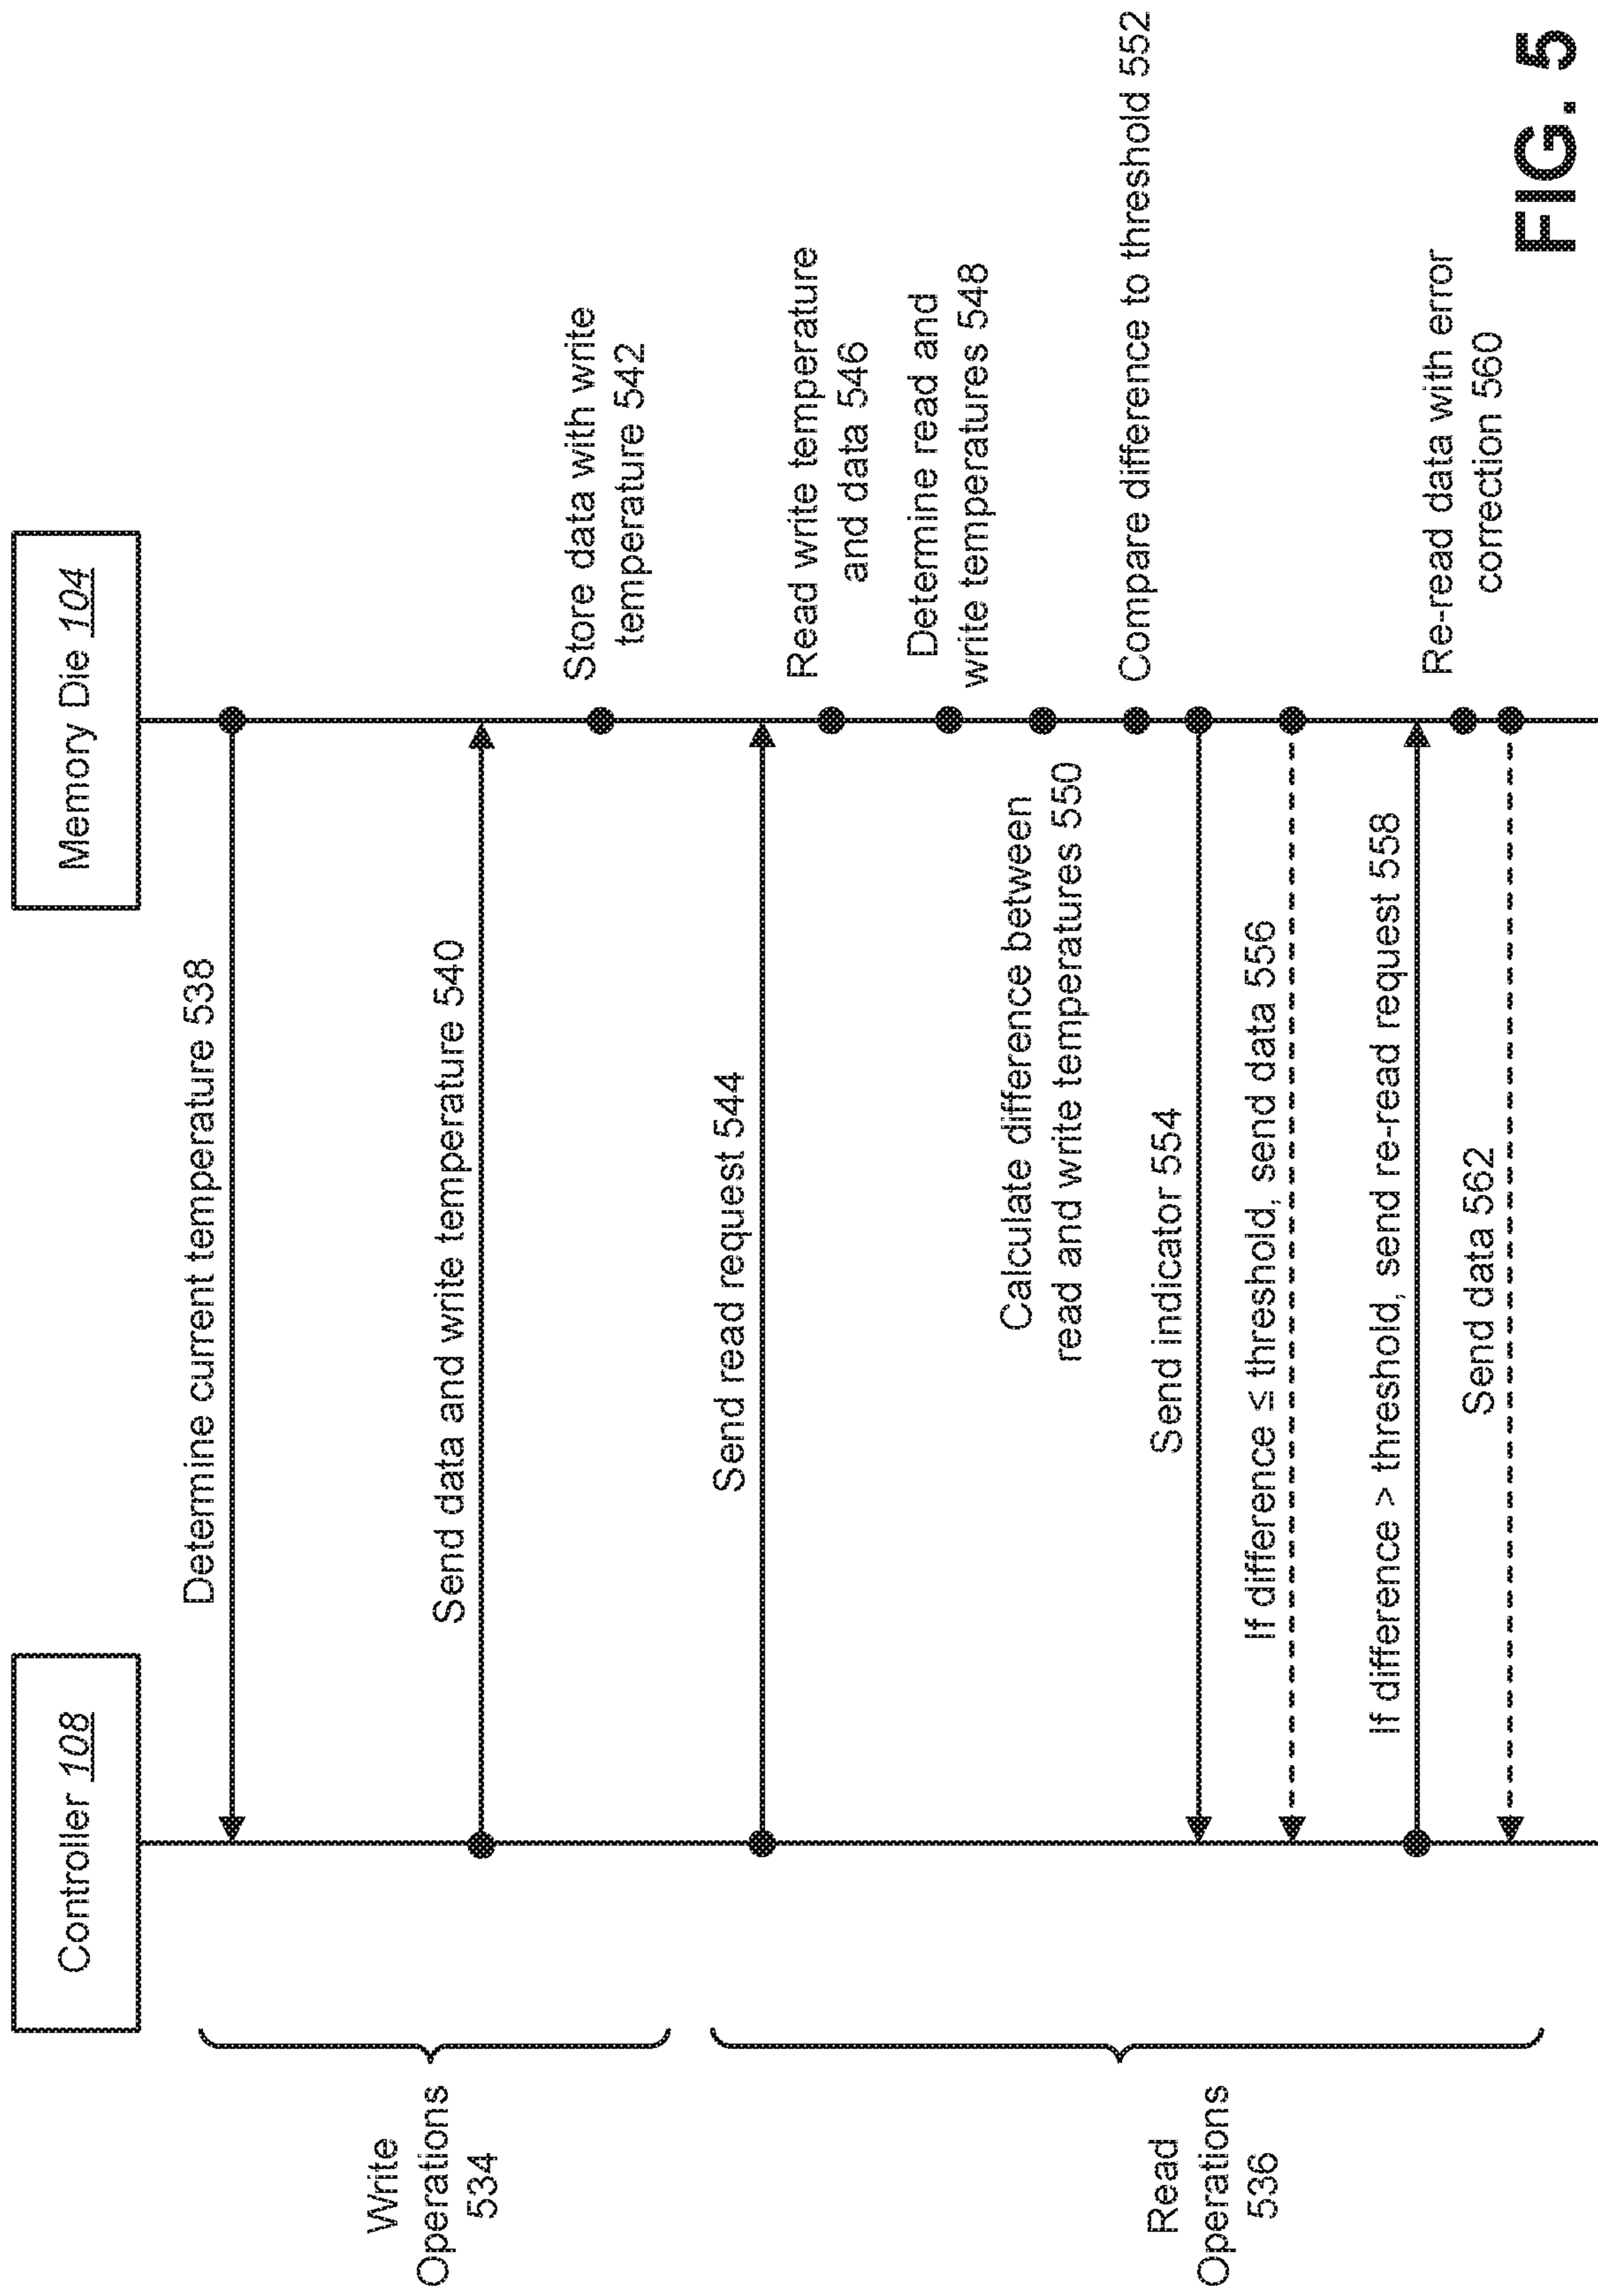 Controller 108
Memory Die 104
Write
Operations
534
Determine current temperature 538
Send data and write temperature 540
Store data with write
temperature 542
Read
Operations
536
Send read request 544
Read write temperature
and data 546
Determine read and
write temperatures 548
Calculate difference between
read and write temperatures 550
Compare difference to threshold 552
Send indicator 554
If difference ≤ threshold, send data 556
If difference > threshold, send re-read request 558
Re-read data with error
correction 560
Send data 562
FIG. 5